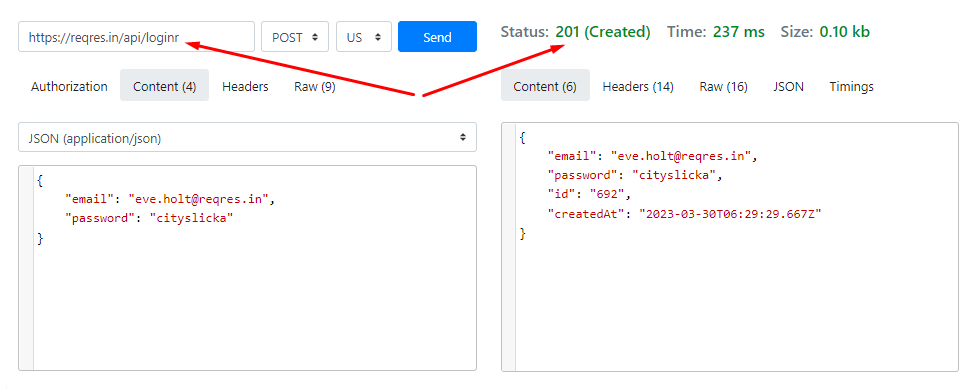 https://reqres.in/api/loginr POST US Send Status: 201 (Created) Time: 237 ms Size: 0.10 kb
Authorization Content (4) Headers Raw (9) Content (6) Headers (14) Raw (16) JSON Timings
JSON (application/json)
{
"email": "eve.holt@reqres.in",
"password": "cityslicka"
}
{
"email": "eve.holt@reqres.in",
"password": "cityslicka",
"id": "692",
"createdAt": "2023-03-30T06:29:29.667Z"
}